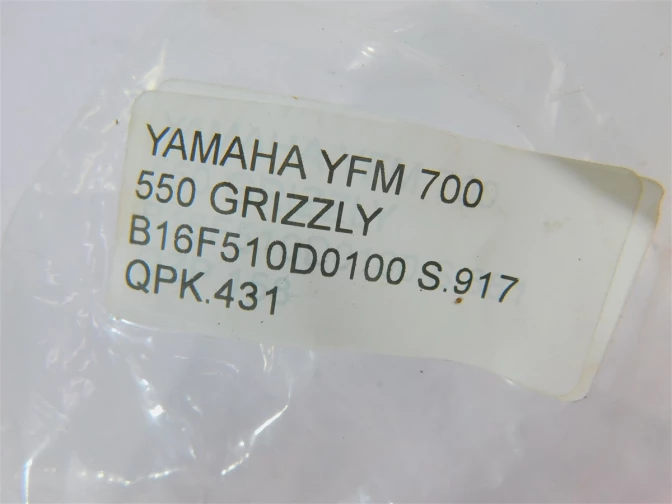 YAMAHA YFM 700
550 GRIZZLY
B16F510D0100 S.917
QPK.431